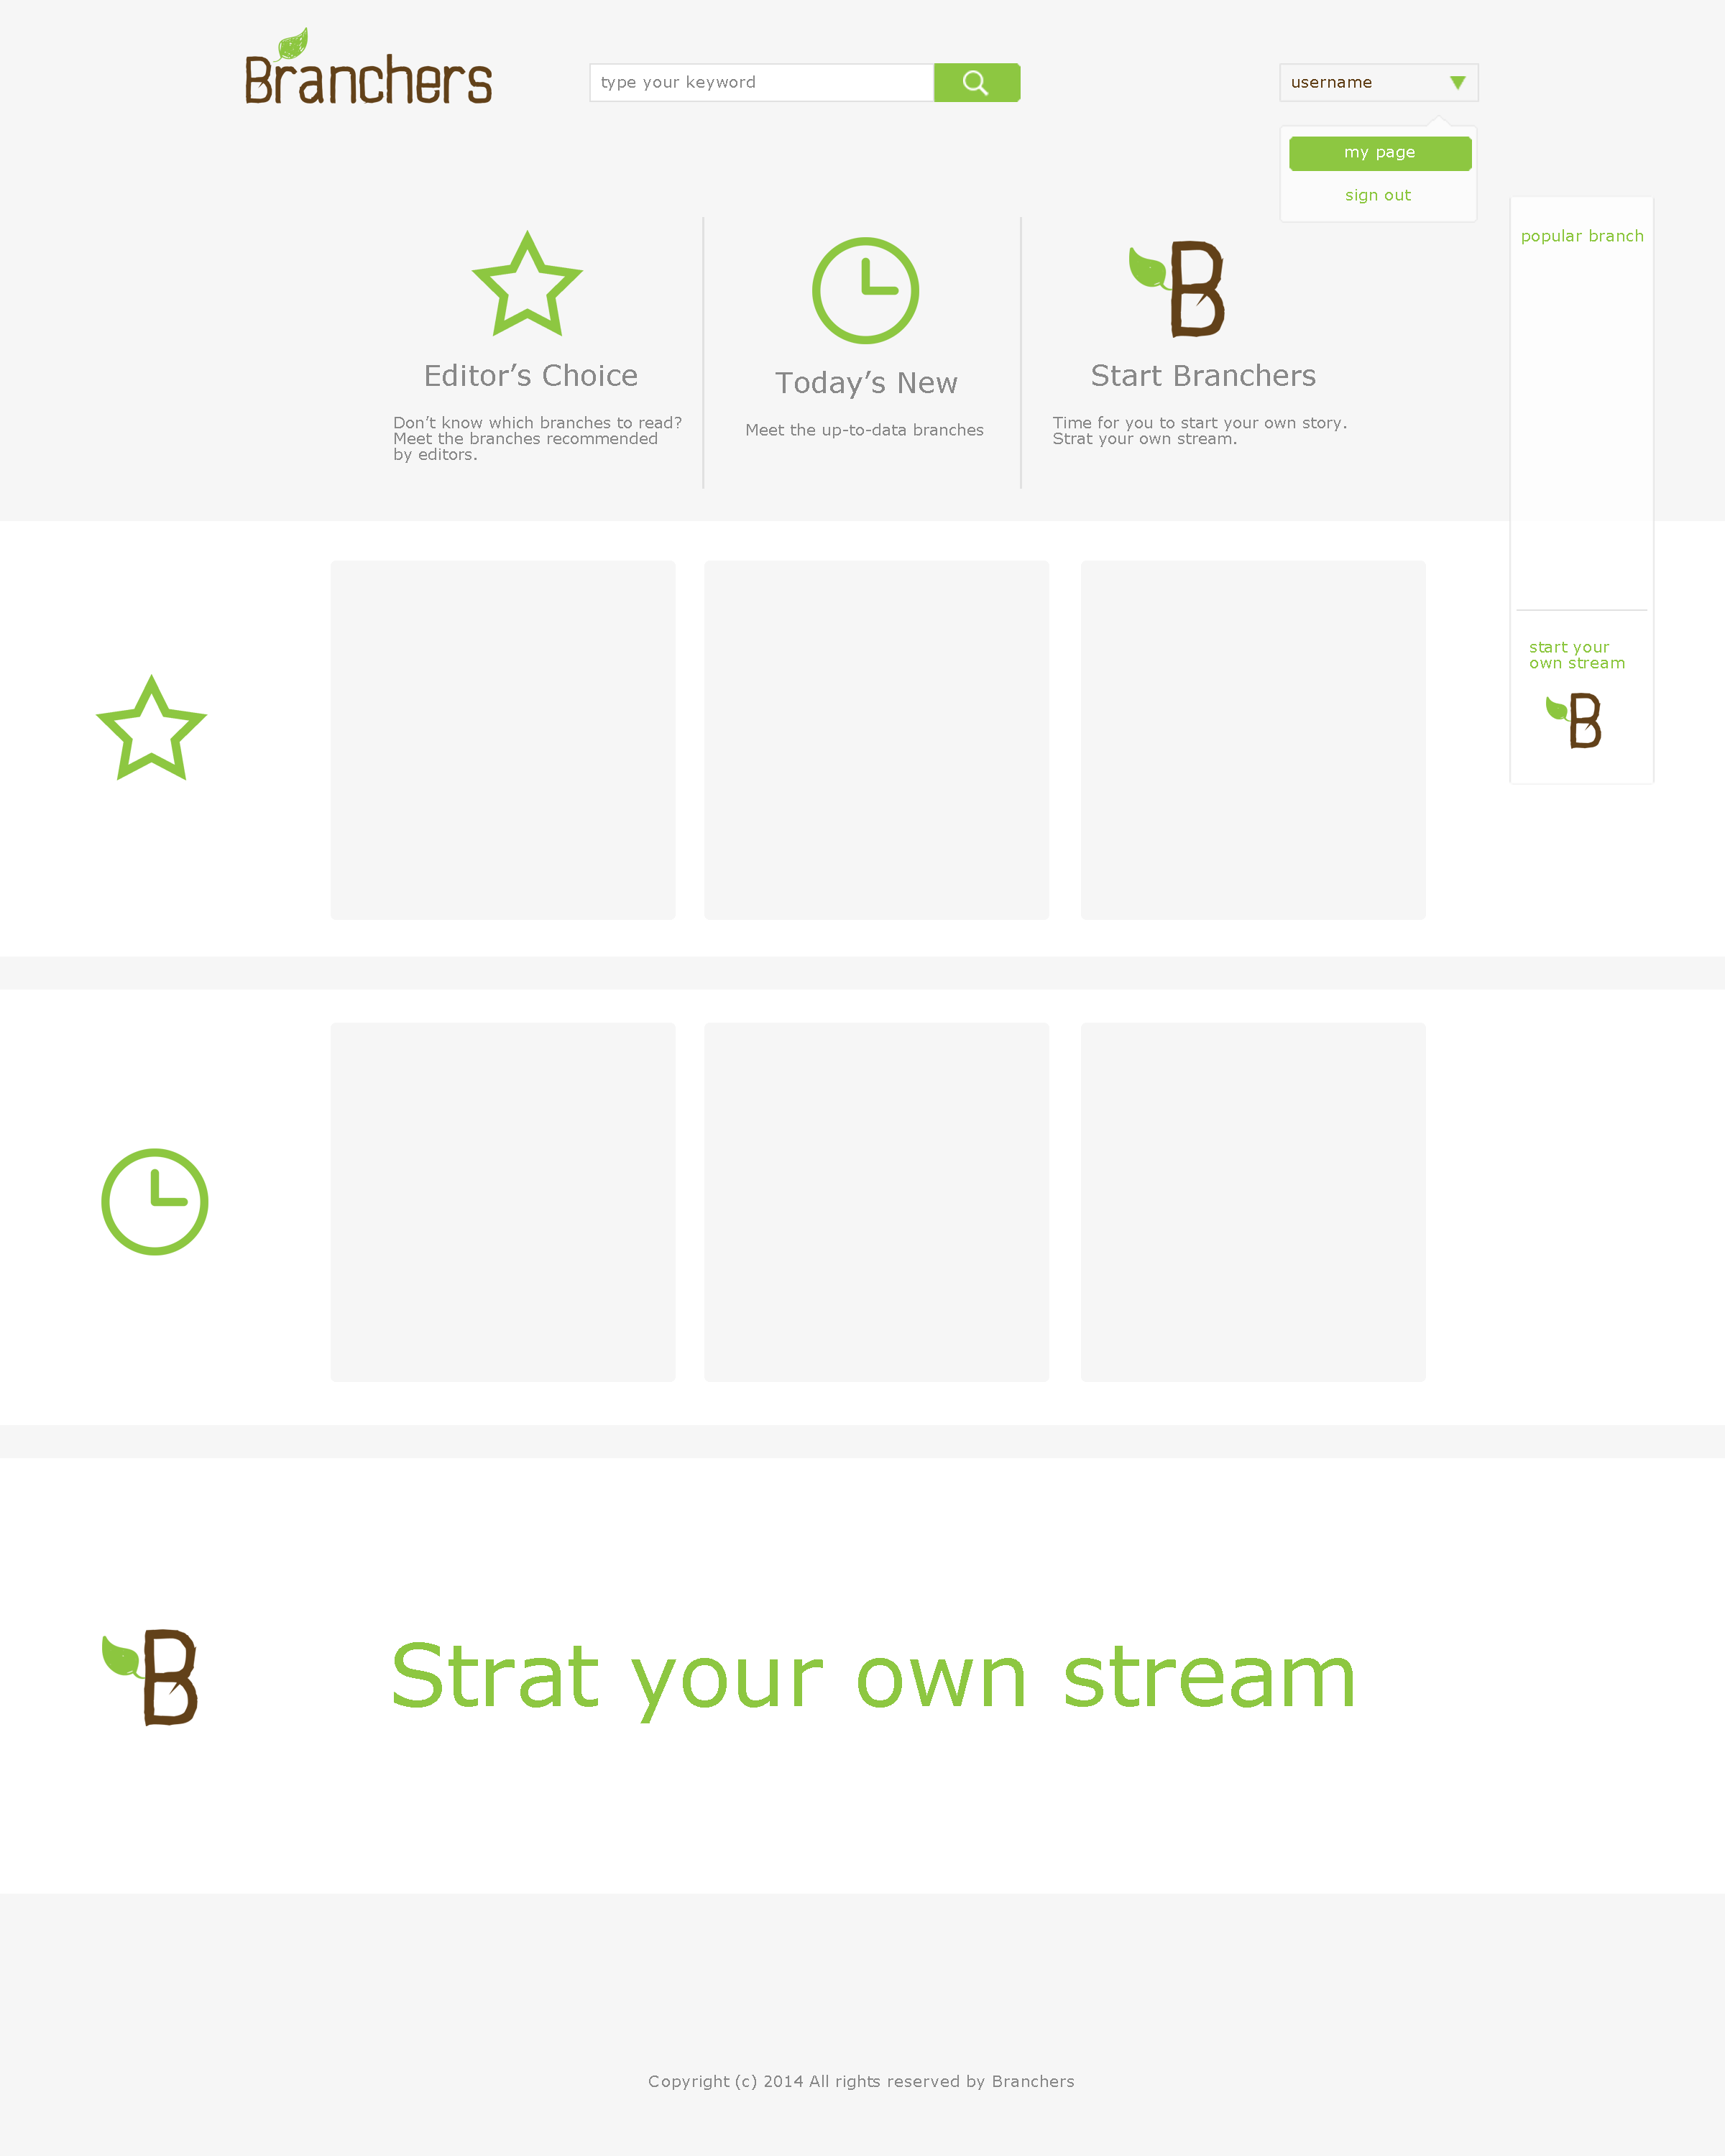 Branchers
type your keyword
username
my page
sign out
popular branch
B
Editor’s Choice
Today’s New
Start Branchers
Don’t know which branches to read?
Meet the branches recommended
by editors.
Meet the up-to-data branches
Time for you to start your own story.
Strat your own stream.
start your
own stream
B
B
Strat your own stream
Copyright (c) 2014 All rights reserved by Branchers